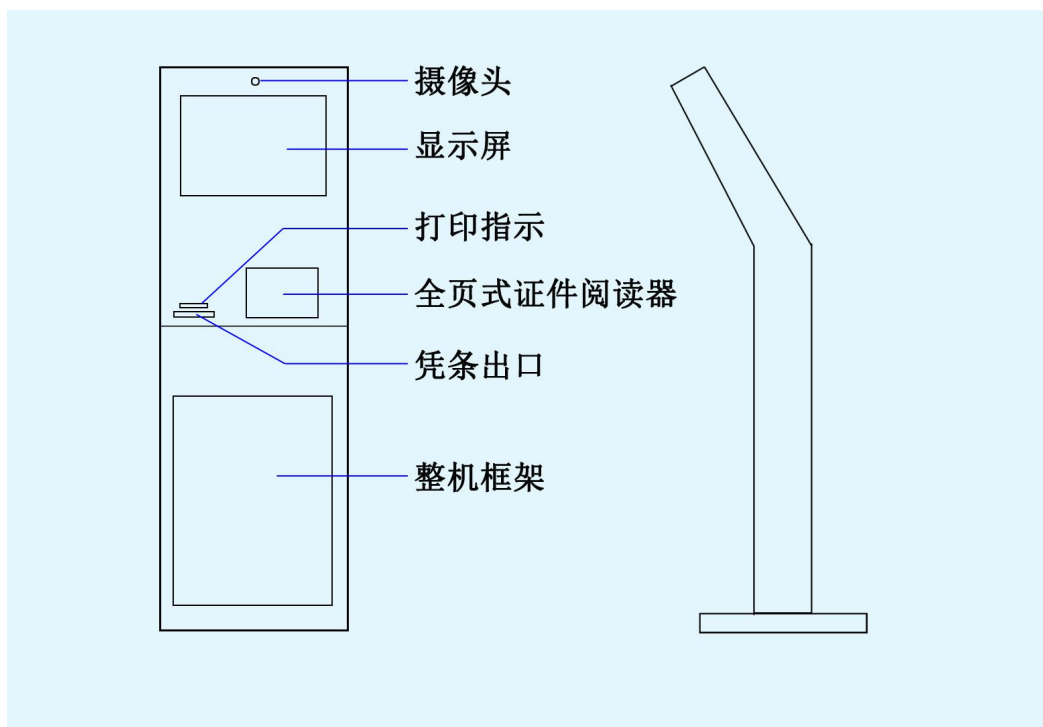 摄像头
显示屏
打印指示
全页式证件阅读器
凭条出口
整机框架